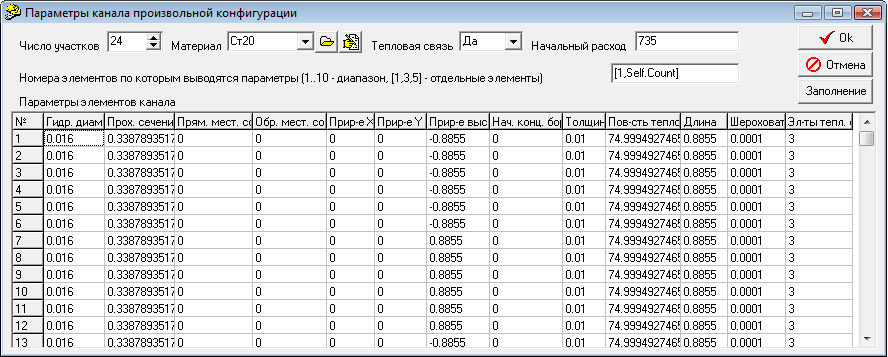 Параметры канала произвольной конфигурации
Число участков 24 Материал Ст20 Тепловая связь Да Начальный расход 735 Ok
Отмена
Номера элементов по которым выводятся параметры (1..10 - диапазон, [1,3,5] - отдельные элементы) [1,Self.Count]
Заполнение
Параметры элементов канала
№ Гидр. диам Прох. сечени Прям. мест. со Обр. мест. со Прир-е X Прир-е Y Прир-е выс Нач. конц. бор Толщин Пов-сть тепло Длина Шероховат Эл-ты тепл. с
1 0.016 0.3387893517 0 0 0 0 -0.8855 0 0.01 74.9994927465 0.8855 0.0001 3
2 0.016 0.3387893517 0 0 0 0 -0.8855 0 0.01 74.9994927465 0.8855 0.0001 3
3 0.016 0.3387893517 0 0 0 0 -0.8855 0 0.01 74.9994927465 0.8855 0.0001 3
4 0.016 0.3387893517 0 0 0 0 -0.8855 0 0.01 74.9994927465 0.8855 0.0001 3
5 0.016 0.3387893517 0 0 0 0 -0.8855 0 0.01 74.9994927465 0.8855 0.0001 3
6 0.016 0.3387893517 0 0 0 0 -0.8855 0 0.01 74.9994927465 0.8855 0.0001 3
7 0.016 0.3387893517 0 0 0 0 0.8855 0 0.01 74.9994927465 0.8855 0.0001 3
8 0.016 0.3387893517 0 0 0 0 0.8855 0 0.01 74.9994927465 0.8855 0.0001 3
9 0.016 0.3387893517 0 0 0 0 0.8855 0 0.01 74.9994927465 0.8855 0.0001 3
10 0.016 0.3387893517 0 0 0 0 0.8855 0 0.01 74.9994927465 0.8855 0.0001 3
11 0.016 0.3387893517 0 0 0 0 0.8855 0 0.01 74.9994927465 0.8855 0.0001 3
12 0.016 0.3387893517 0 0 0 0 0.8855 0 0.01 74.9994927465 0.8855 0.0001 3
13 0.016 0.3387893517 0 0 0 0 -0.8855 0 0.01 74.9994927465 0.8855 0.0001 3